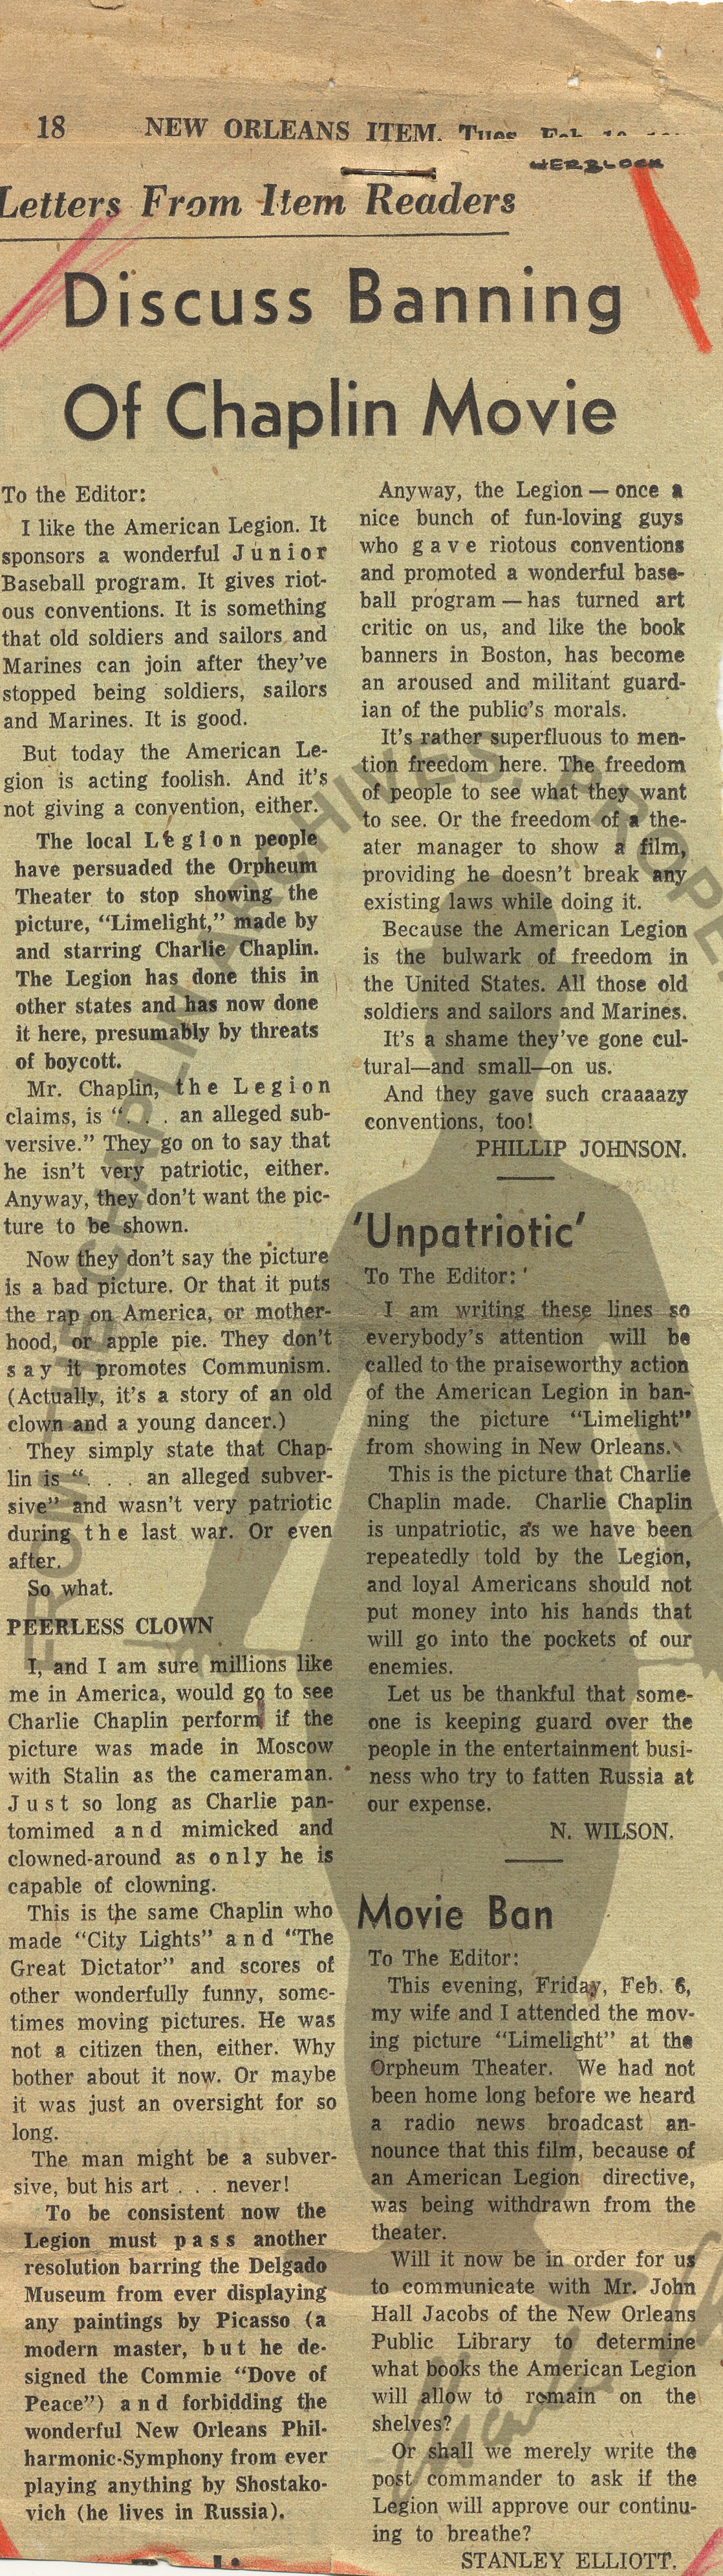 18 NEW ORLEANS ITEM, Tues. Feb. 10
HERBLOCK
Letters From Item Readers
Discuss Banning
Of Chaplin Movie
To the Editor:
I like the American Legion. It
sponsors a wonderful Junior
Baseball program. It gives riot-
ous conventions. It is something
that old soldiers and sailors and
Marines can join after they've
stopped being soldiers, sailors
and Marines. It is good.
But today the American Le-
gion is acting foolish. And it's
not giving a convention, either.
The local Legion people
have persuaded the Orpheum
Theater to stop showing the
picture, "Limelight," made by
and starring Charlie Chaplin.
The Legion has done this in
other states and has now done
it here, presumably by threats
of boycott.
Mr. Chaplin, the Legion
claims, is ". . . an alleged sub-
versive." They go on to say that
he isn't very patriotic, either.
Anyway, they don't want the pic-
ture to be shown.
Now they don't say the picture
is a bad picture. Or that it puts
the rap on America, or mother-
hood, or apple pie. They don't
say it promotes Communism.
(Actually, it's a story of an old
clown and a young dancer.)
They simply state that Chap-
lin is ". . . an alleged subver-
sive" and wasn't very patriotic
during the last war. Or even
after.
So what.
PEERLESS CLOWN
I, and I am sure millions like
me in America, would go to see
Charlie Chaplin perform if the
picture was made in Moscow
with Stalin as the cameraman.
Just so long as Charlie pan-
tomimed and mimicked and
clowned-around as only he is
capable of clowning.
This is the same Chaplin who
made "City Lights" and "The
Great Dictator" and scores of
other wonderfully funny, some-
times moving pictures. He was
not a citizen then, either. Why
bother about it now. Or maybe
it was just an oversight for so
long.
The man might be a subver-
sive, but his art . . . never!
To be consistent now the
Legion must pass another
resolution barring the Delgado
Museum from ever displaying
any paintings by Picasso (a
modern master, but he de-
signed the Commie "Dove of
Peace") and forbidding the
wonderful New Orleans Phil-
harmonic-Symphony from ever
playing anything by Shostako-
vich (he lives in Russia).
Anyway, the Legion — once a
nice bunch of fun-loving guys
who gave riotous conventions
and promoted a wonderful base-
ball program — has turned art
critic on us, and like the book
banners in Boston, has become
an aroused and militant guard-
ian of the public's morals.
It's rather superfluous to men-
tion freedom here. The freedom
of people to see what they want
to see. Or the freedom of a the-
ater manager to show a film,
providing he doesn't break any
existing laws while doing it.
Because the American Legion
is the bulwark of freedom in
the United States. All those old
soldiers and sailors and Marines.
It's a shame they've gone cul-
tural—and small—on us.
And they gave such craaaazy
conventions, too!
PHILLIP JOHNSON.
'Unpatriotic'
To The Editor:
I am writing these lines so
everybody's attention will be
called to the praiseworthy action
of the American Legion in ban-
ning the picture "Limelight"
from showing in New Orleans.
This is the picture that Charlie
Chaplin made. Charlie Chaplin
is unpatriotic, as we have been
repeatedly told by the Legion,
and loyal Americans should not
put money into his hands that
will go into the pockets of our
enemies.
Let us be thankful that some-
one is keeping guard over the
people in the entertainment busi-
ness who try to fatten Russia at
our expense.
N. WILSON.
Movie Ban
To The Editor:
This evening, Friday, Feb. 6,
my wife and I attended the mov-
ing picture "Limelight" at the
Orpheum Theater. We had not
been home long before we heard
a radio news broadcast an-
nounce that this film, because of
an American Legion directive,
was being withdrawn from the
theater.
Will it now be in order for us
to communicate with Mr. John
Hall Jacobs of the New Orleans
Public Library to determine
what books the American Legion
will allow to remain on the
shelves?
Or shall we merely write the
post commander to ask if the
Legion will approve our continu-
ing to breathe?
STANLEY ELLIOTT.